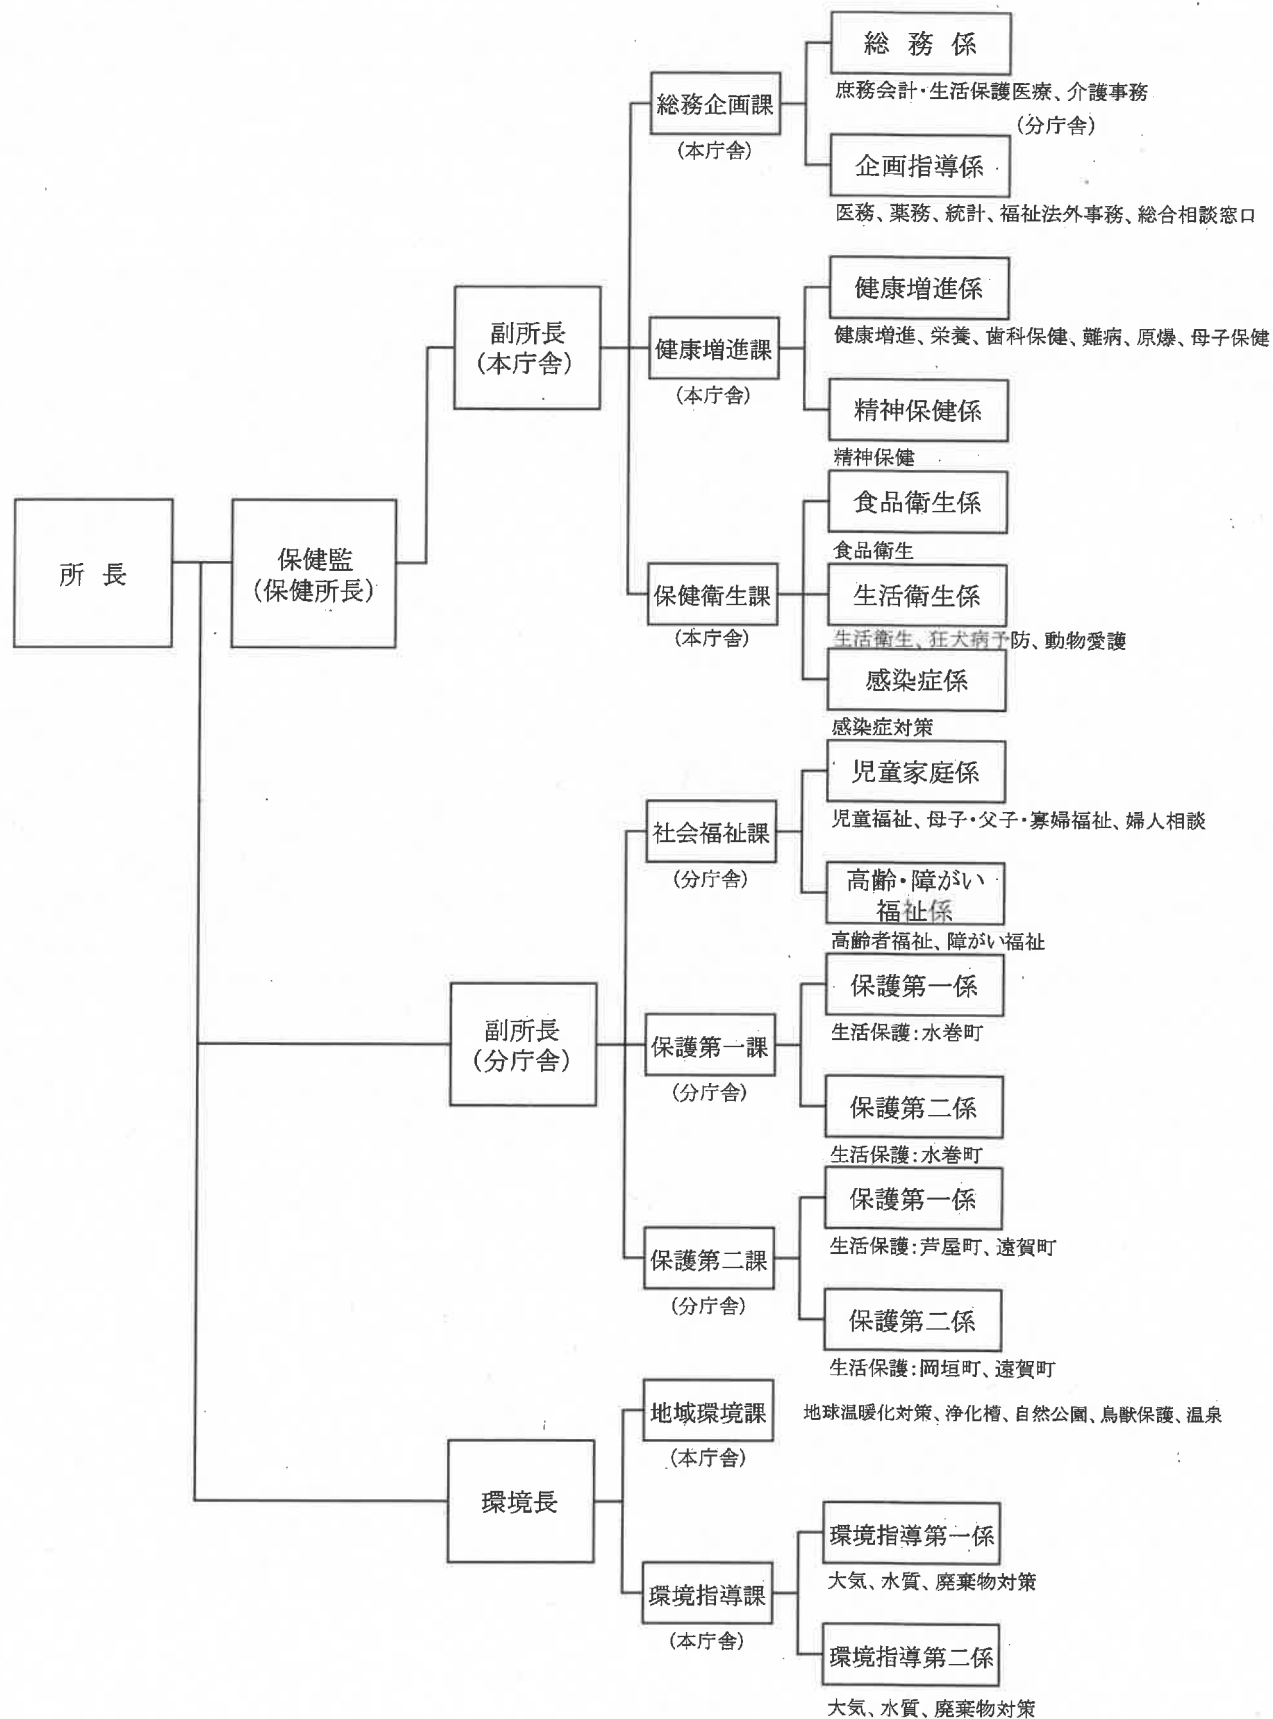 所 長
保健監
(保健所長)
副所長
(本庁舎)
総務企画課
(本庁舎)
総 務 係
庶務会計・生活保護医療、介護事務
(分庁舎)
企画指導係
医務、薬務、統計、福祉法外事務、総合相談窓口
健康増進課
(本庁舎)
健康増進係
健康増進、栄養、歯科保健、難病、原爆、母子保健
精神保健係
精神保健
保健衛生課
(本庁舎)
食品衛生係
食品衛生
生活衛生係
生活衛生、狂犬病予防、動物愛護
感染症係
感染症対策
副所長
(分庁舎)
社会福祉課
(分庁舎)
児童家庭係
児童福祉、母子・父子・寡婦福祉、婦人相談
高齢・障がい
福祉係
高齢者福祉、障がい福祉
保護第一課
(分庁舎)
保護第一係
生活保護:水巻町
保護第二係
生活保護:水巻町
保護第二課
(分庁舎)
保護第一係
生活保護:芦屋町、遠賀町
保護第二係
生活保護:岡垣町、遠賀町
環境長
地域環境課
(本庁舎)
地球温暖化対策、浄化槽、自然公園、鳥獣保護、温泉
環境指導課
(本庁舎)
環境指導第一係
大気、水質、廃棄物対策
環境指導第二係
大気、水質、廃棄物対策